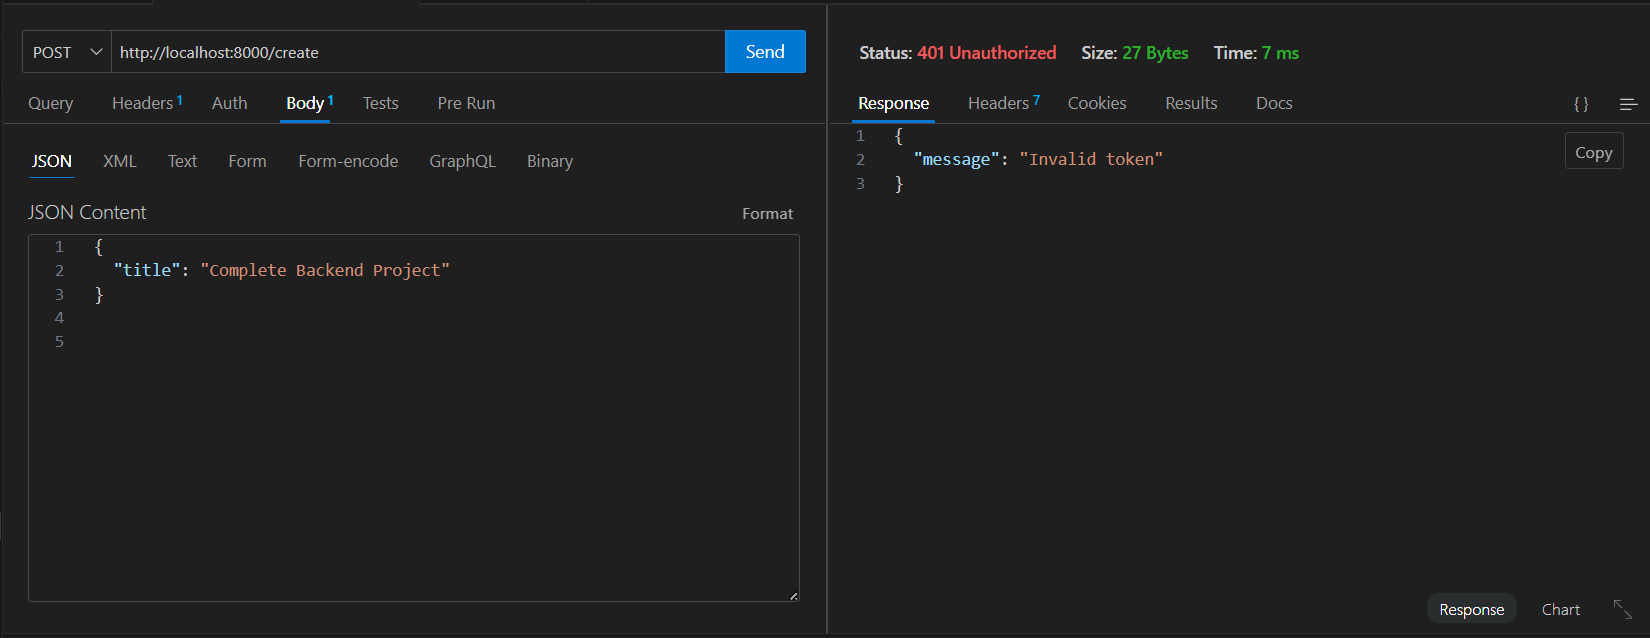 POST http://localhost:8000/create Send
Query Headers 1 Auth Body 1 Tests Pre Run
JSON XML Text Form Form-encode GraphQL Binary
JSON Content Format
1 {
2 "title": "Complete Backend Project"
3 }
4
5
Status: 401 Unauthorized Size: 27 Bytes Time: 7 ms
Response Headers 7 Cookies Results Docs {}
1 {
2 "message": "Invalid token"
3 }
Copy
Response Chart